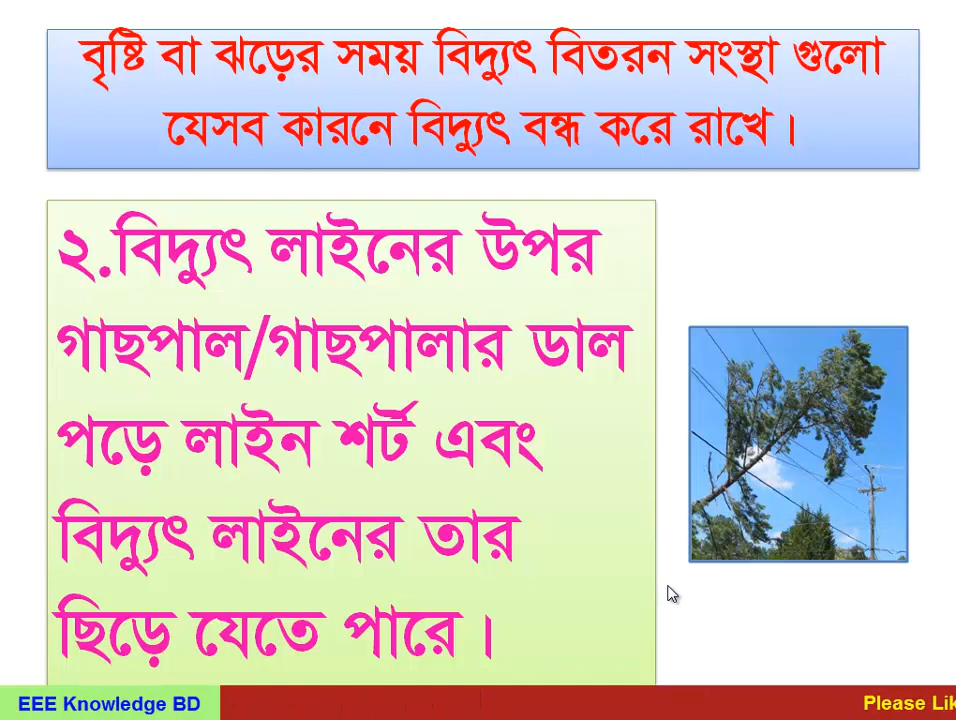 বৃষ্টি বা ঝড়ের সময় বিদ্যুৎ বিতরন সংস্থা গুলো
যেসব কারনে বিদ্যুৎ বন্ধ করে রাখে।
২.বিদ্যুৎ লাইনের উপর
গাছপাল/গাছপালার ডাল
পড়ে লাইন শর্ট এবং
বিদ্যুৎ লাইনের তার
ছিড়ে যেতে পারে।
EEE Knowledge BD
Please Lik